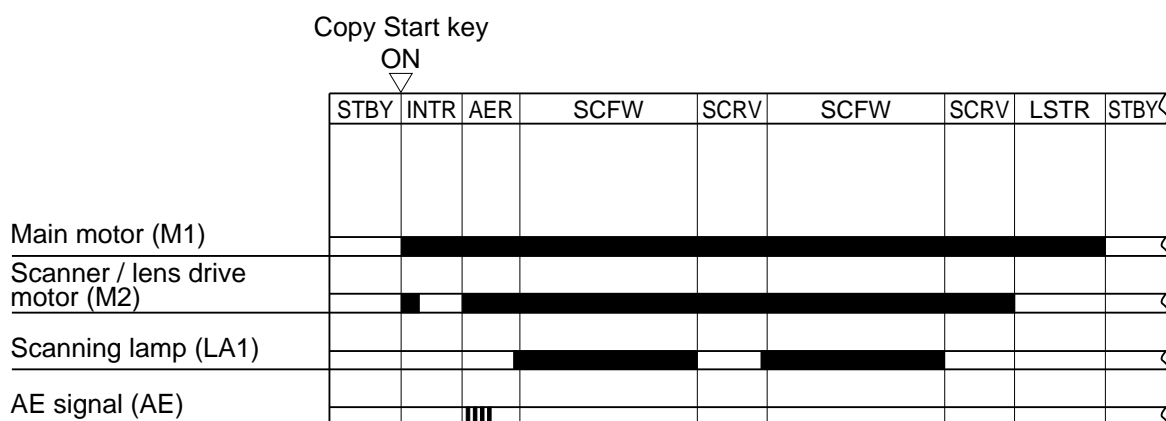 Copy Start key
ON
STBY INTR AER SCFW SCRV SCFW SCRV LSTR STBY
Main motor (M1)
Scanner / lens drive
motor (M2)
Scanning lamp (LA1)
AE signal (AE)